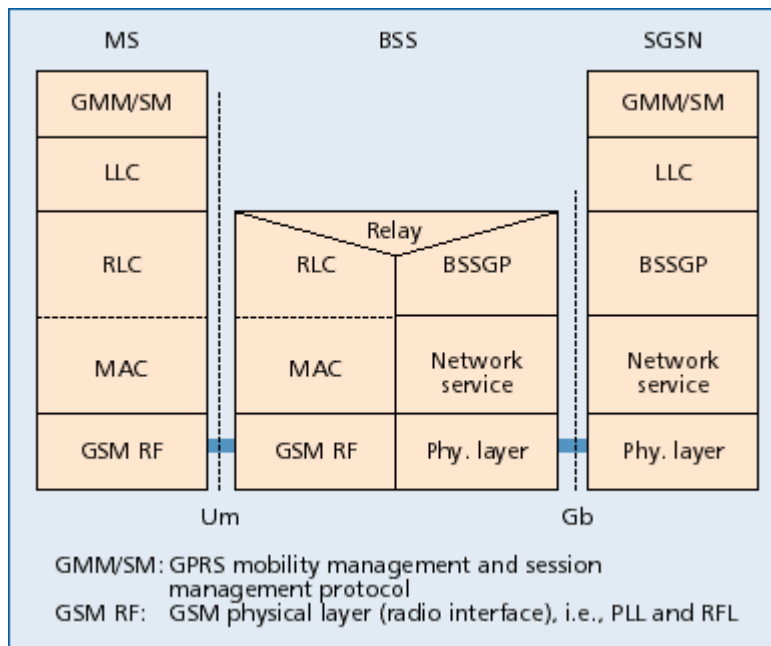 MS BSS SGSN
GMM/SM GMM/SM
LLC LLC
Relay
RLC RLC BSSGP BSSGP
MAC MAC Network service Network service
GSM RF GSM RF Phy. layer Phy. layer
Um Gb
GMM/SM: GPRS mobility management and session
management protocol
GSM RF: GSM physical layer (radio interface), i.e., PLL and RFL